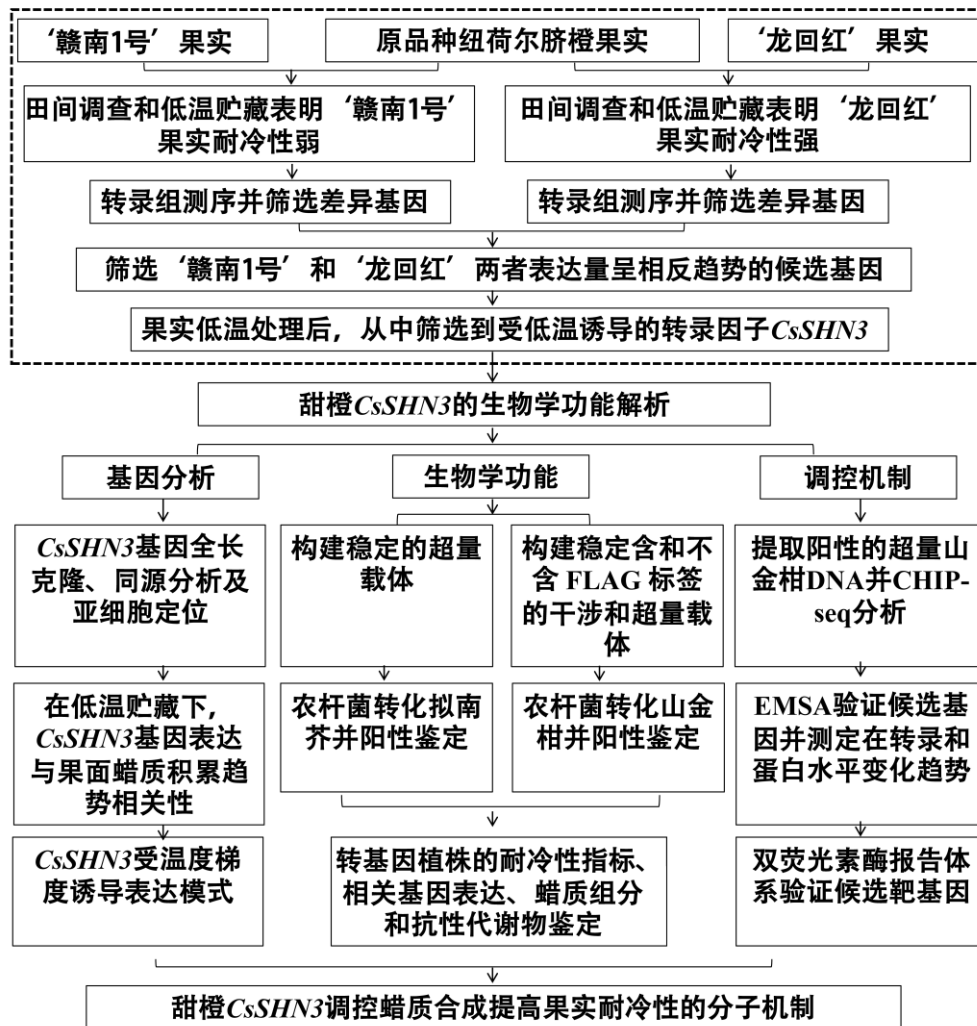 ‘赣南1号’果实
原品种纽荷尔脐橙果实
‘龙回红’果实
田间调查和低温贮藏表明‘赣南1号’
果实耐冷性弱
田间调查和低温贮藏表明‘龙回红’
果实耐冷性强
转录组测序并筛选差异基因
转录组测序并筛选差异基因
筛选‘赣南1号’和‘龙回红’两者表达量呈相反趋势的候选基因
果实低温处理后，从中筛选到受低温诱导的转录因子CsSHN3
甜橙CsSHN3的生物学功能解析
基因分析
生物学功能
调控机制
CsSHN3基因全长
克隆、同源分析及
亚细胞定位
构建稳定的超量
载体
构建稳定含和不
含 FLAG 标签
的干涉和超量载
体
提取阳性的超量山
金柑DNA并CHIP-
seq分析
在低温贮藏下，
CsSHN3基因表达
与果面蜡质积累趋
势相关性
农杆菌转化拟南
芥并阳性鉴定
农杆菌转化山金
柑并阳性鉴定
EMSA验证候选基
因并测定在转录和
蛋白水平变化趋势
CsSHN3受温度梯
度诱导表达模式
转基因植株的耐冷性指标、
相关基因表达、蜡质组分
和抗性代谢物鉴定
双荧光素酶报告体
系验证候选靶基因
甜橙CsSHN3调控蜡质合成提高果实耐冷性的分子机制